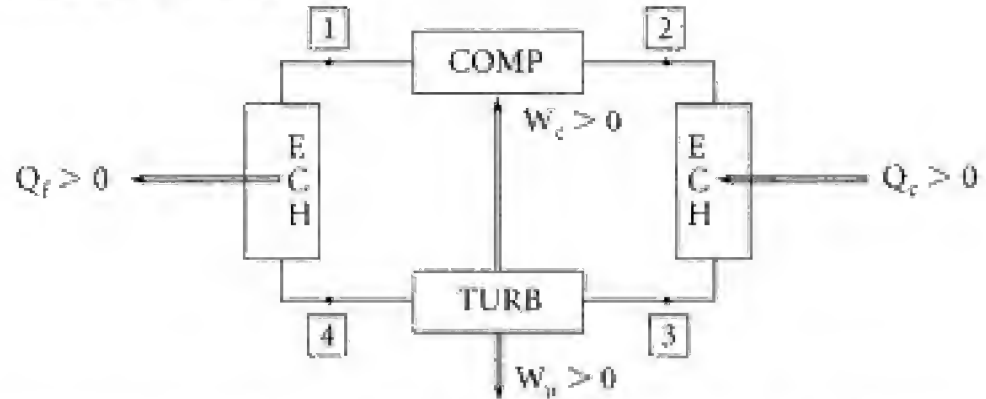 1
2
COMP
W_c > 0
E
C
H
E
C
H
Q_f > 0
Q_c > 0
TURB
4
3
W_u > 0